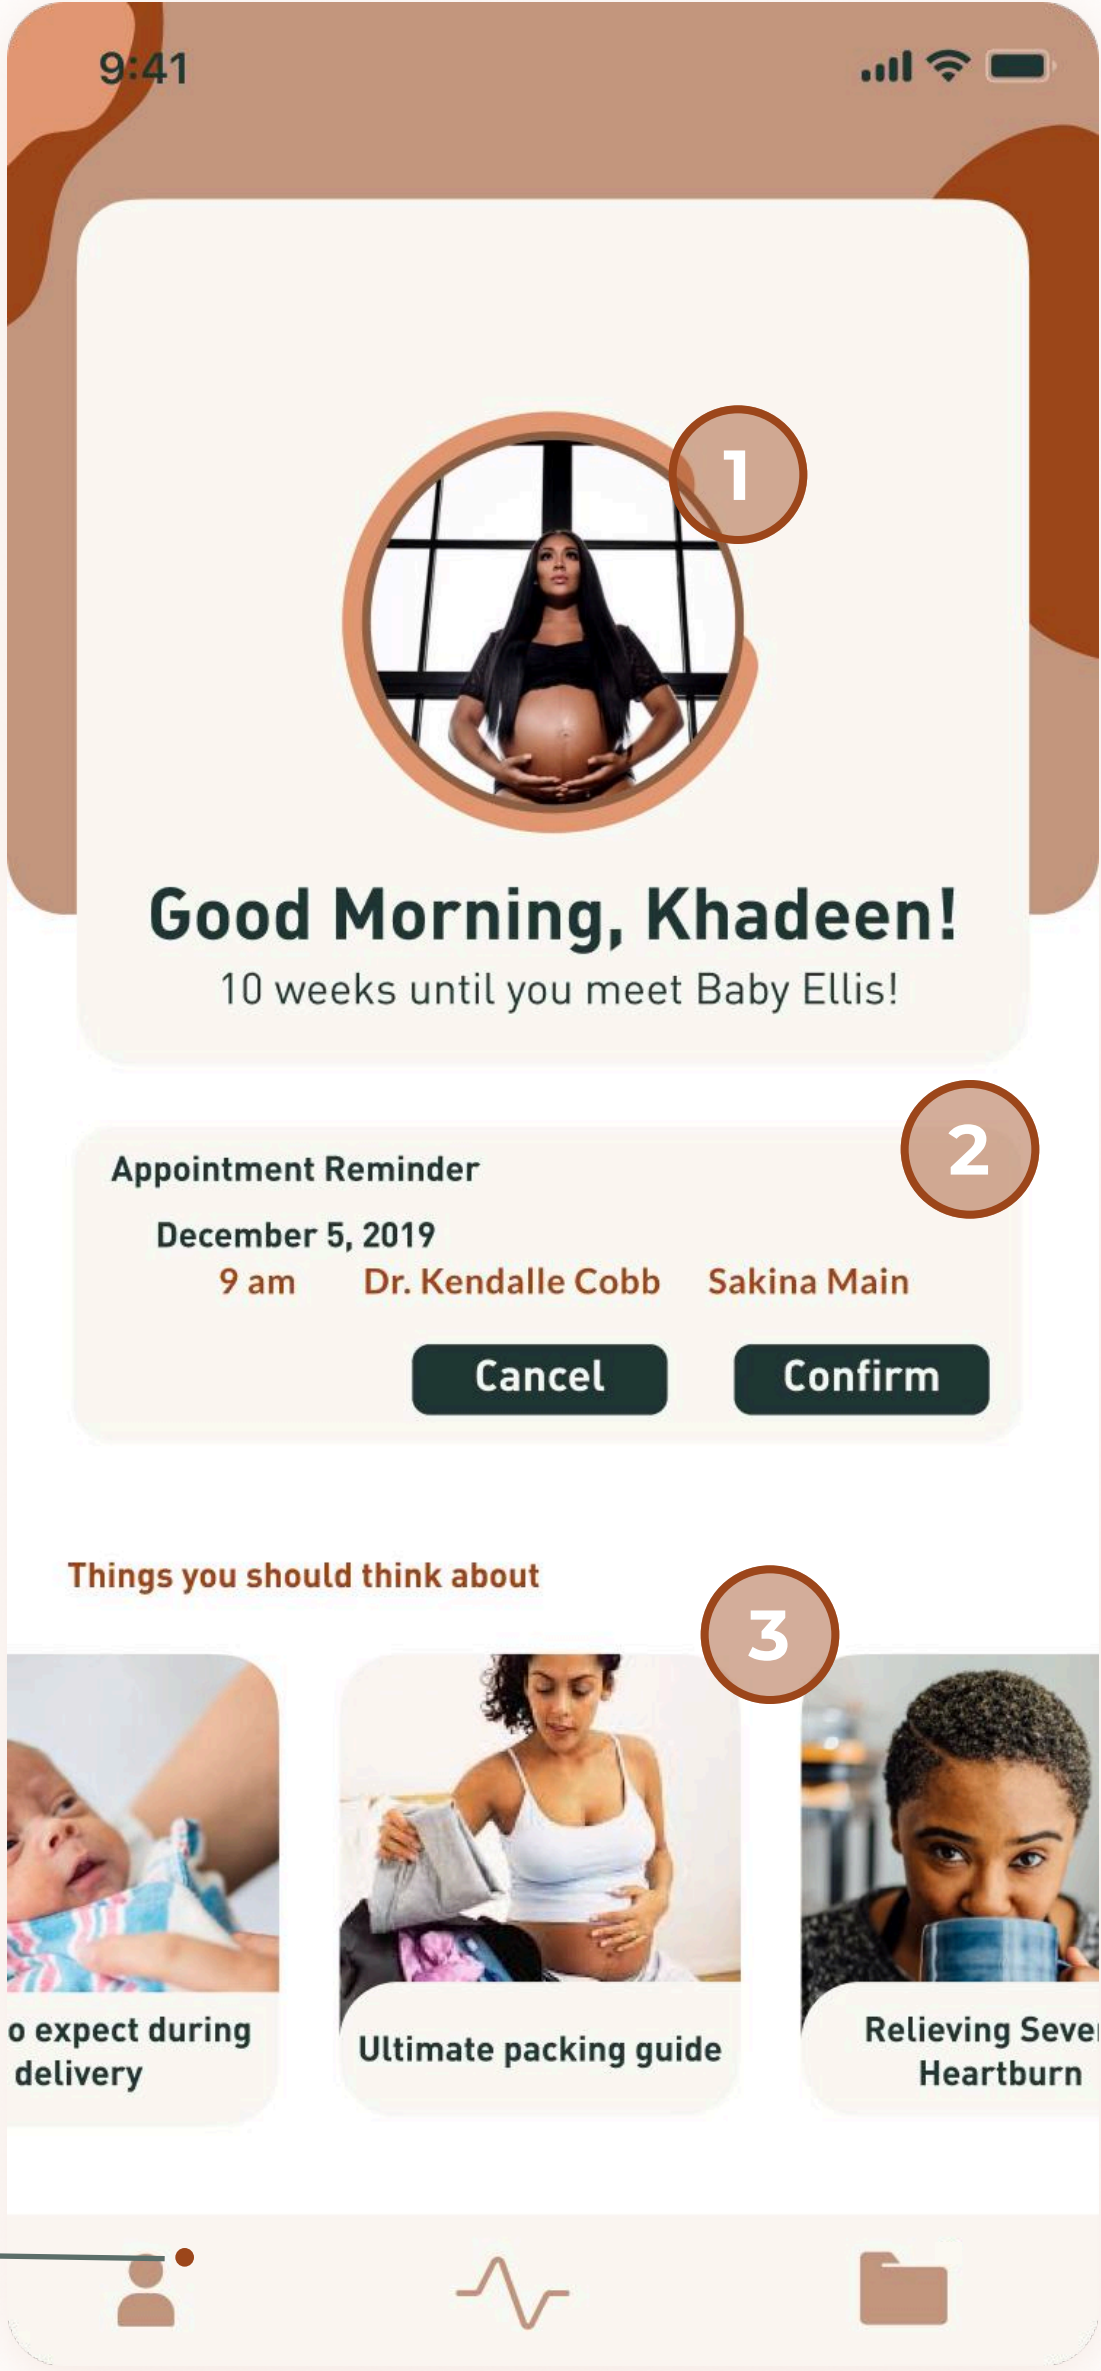 9:41
1
Good Morning, Khadeen!
10 weeks until you meet Baby Ellis!
2
Appointment Reminder
December 5, 2019
9 am Dr. Kendalle Cobb Sakina Main
Cancel Confirm
Things you should think about
3
o expect during
delivery
Ultimate packing guide
Relieving Seve
Heartburn